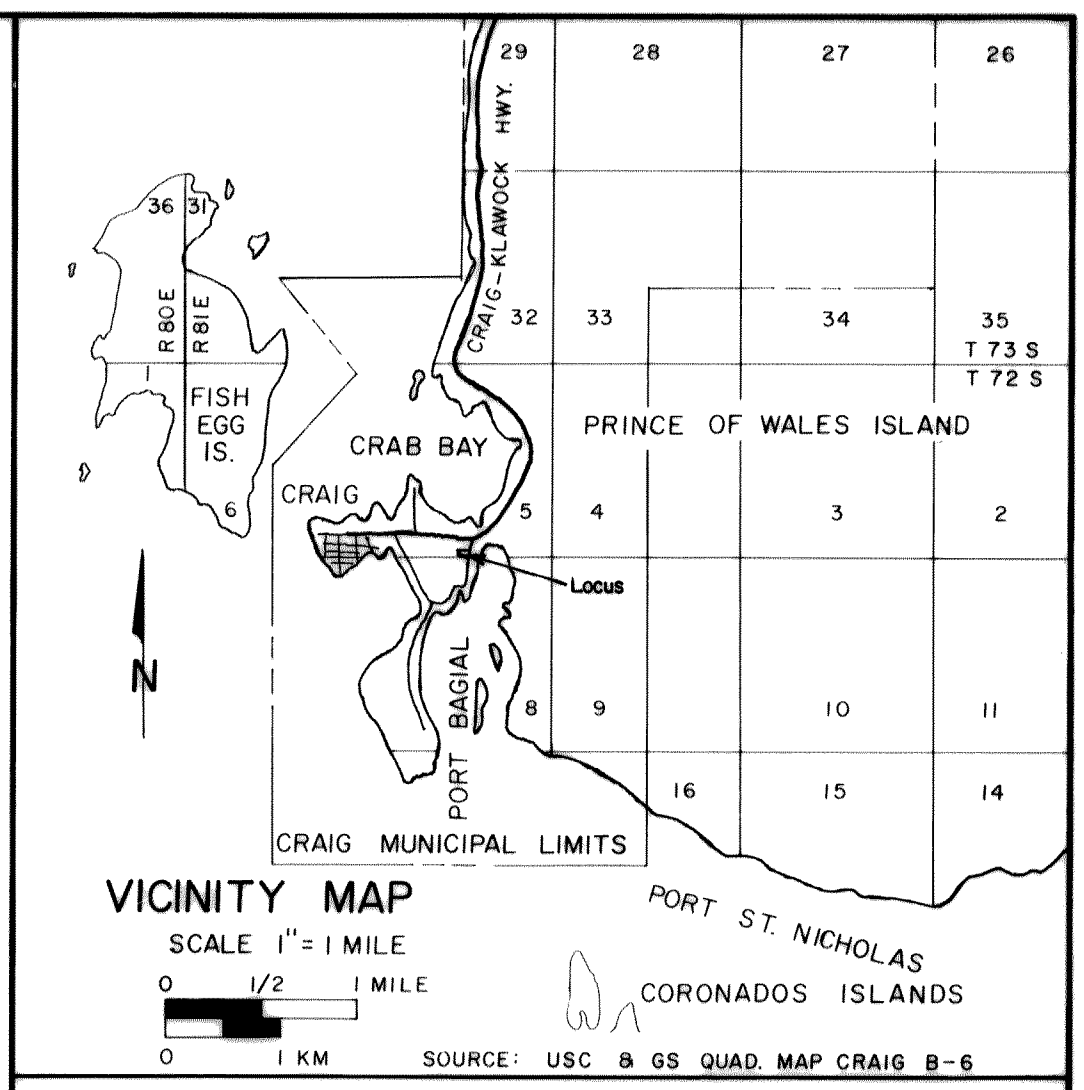 29 28 27 26
CRAIG-KLAWOCK HWY.
36 31
R80E
R81E
32 33 34 35
T 73 S
T 72 S
1
FISH
EGG
IS.
6
PRINCE OF WALES ISLAND
CRAB BAY
CRAIG
5 4 3 2
Locus
N
PORT BAGIAL
8 9 10 11
16 15 14
CRAIG MUNICIPAL LIMITS
VICINITY MAP
PORT ST. NICHOLAS
SCALE 1"= 1 MILE
0 1/2 1 MILE
CORONADOS ISLANDS
0 1 KM
SOURCE: USC & GS QUAD. MAP CRAIG B-6